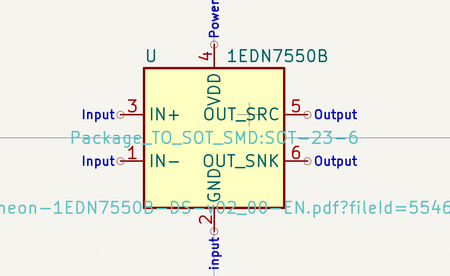 Power
U 1EDN7550B
4
VDD
Input 3 IN+ OUT_SRC 5 Output
Package_TO_SOT_SMD:SOT-23-6
Input 1 IN- OUT_SNK 6 Output
GND
neon-1EDN7550B-DS-v02_00-EN.pdf?fileId=5546
2
input